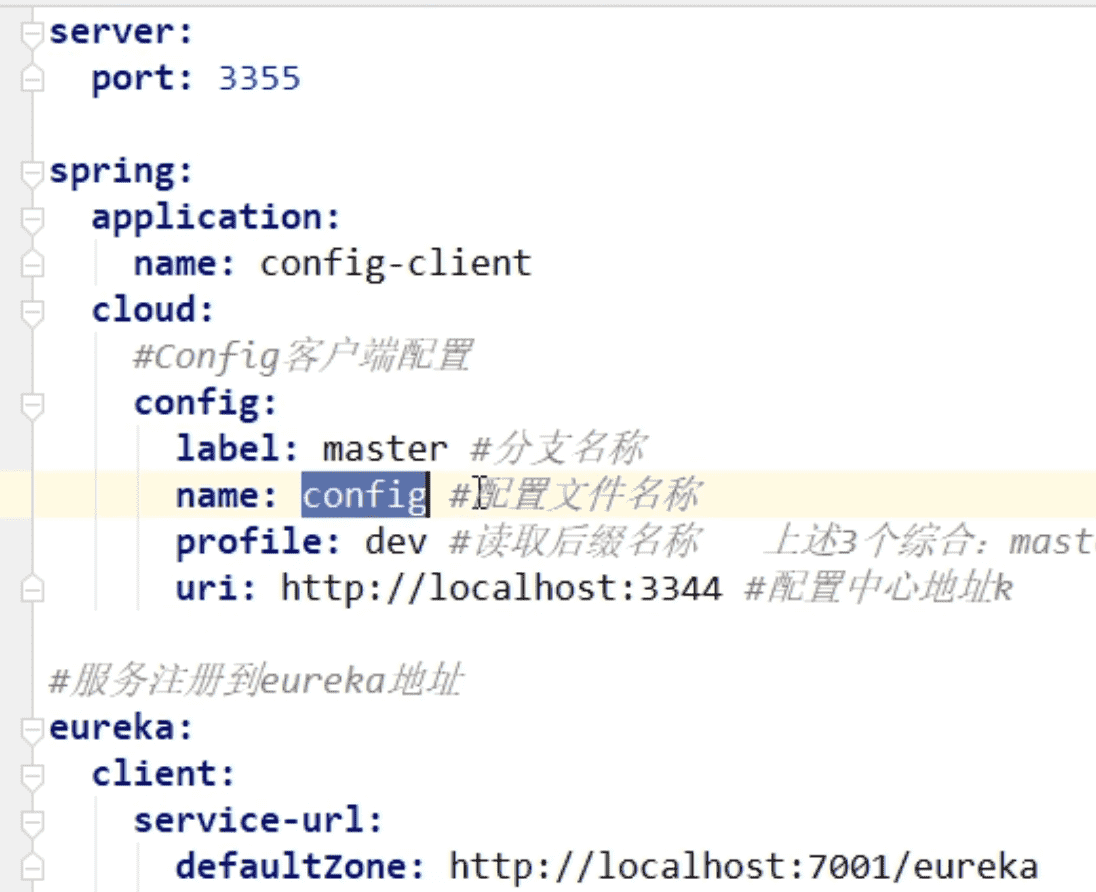 server:
port: 3355
spring:
application:
name: config-client
cloud:
#Config客户端配置
config:
label: master #分支名称
name: config #配置文件名称
profile: dev #读取后缀名称 上述3个综合：mast
uri: http://localhost:3344 #配置中心地址k
#服务注册到eureka地址
eureka:
client:
service-url:
defaultZone: http://localhost:7001/eureka